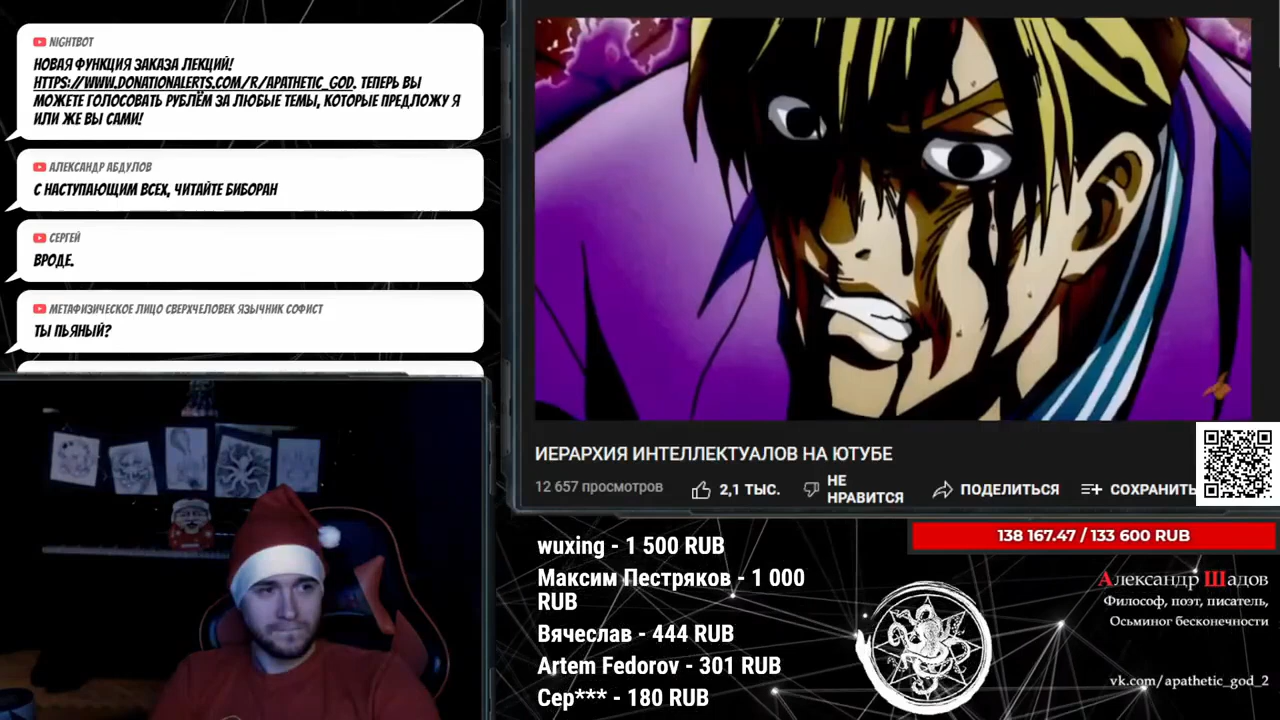 NIGHTBOT
НОВАЯ ФУНКЦИЯ ЗАКАЗА ЛЕКЦИЙ!
HTTPS://WWW.DONATIONALERTS.COM/R/APATHETIC_GOD. ТЕПЕРЬ ВЫ
МОЖЕТЕ ГОЛОСОВАТЬ РУБЛЁМ ЗА ЛЮБЫЕ ТЕМЫ, КОТОРЫЕ ПРЕДЛОЖУ Я
ИЛИ ЖЕ ВЫ САМИ!
АЛЕКСАНДР АБДУЛОВ
С НАСТУПАЮЩИМ ВСЕХ, ЧИТАЙТЕ БИБОРАН
СЕРГЕЙ
ВРОДЕ.
МЕТАФИЗИЧЕСКОЕ ЛИЦО СВЕРХЧЕЛОВЕК ЯЗЫЧНИК СОФИСТ
ТЫ ПЬЯНЫЙ?
ИЕРАРХИЯ ИНТЕЛЛЕКТУАЛОВ НА ЮТУБЕ
12 657 просмотров
2,1 ТЫС.
НЕ
НРАВИТСЯ
ПОДЕЛИТЬСЯ
СОХРАНИТЬ
138 167.47 / 133 600 RUB
wuxing - 1 500 RUB
Максим Пестряков - 1 000
RUB
Вячеслав - 444 RUB
Artem Fedorov - 301 RUB
Сер*** - 180 RUB
Александр Шадов
Философ, поэт, писатель,
Осьминог бесконечности
vk.com/apathetic_god_2